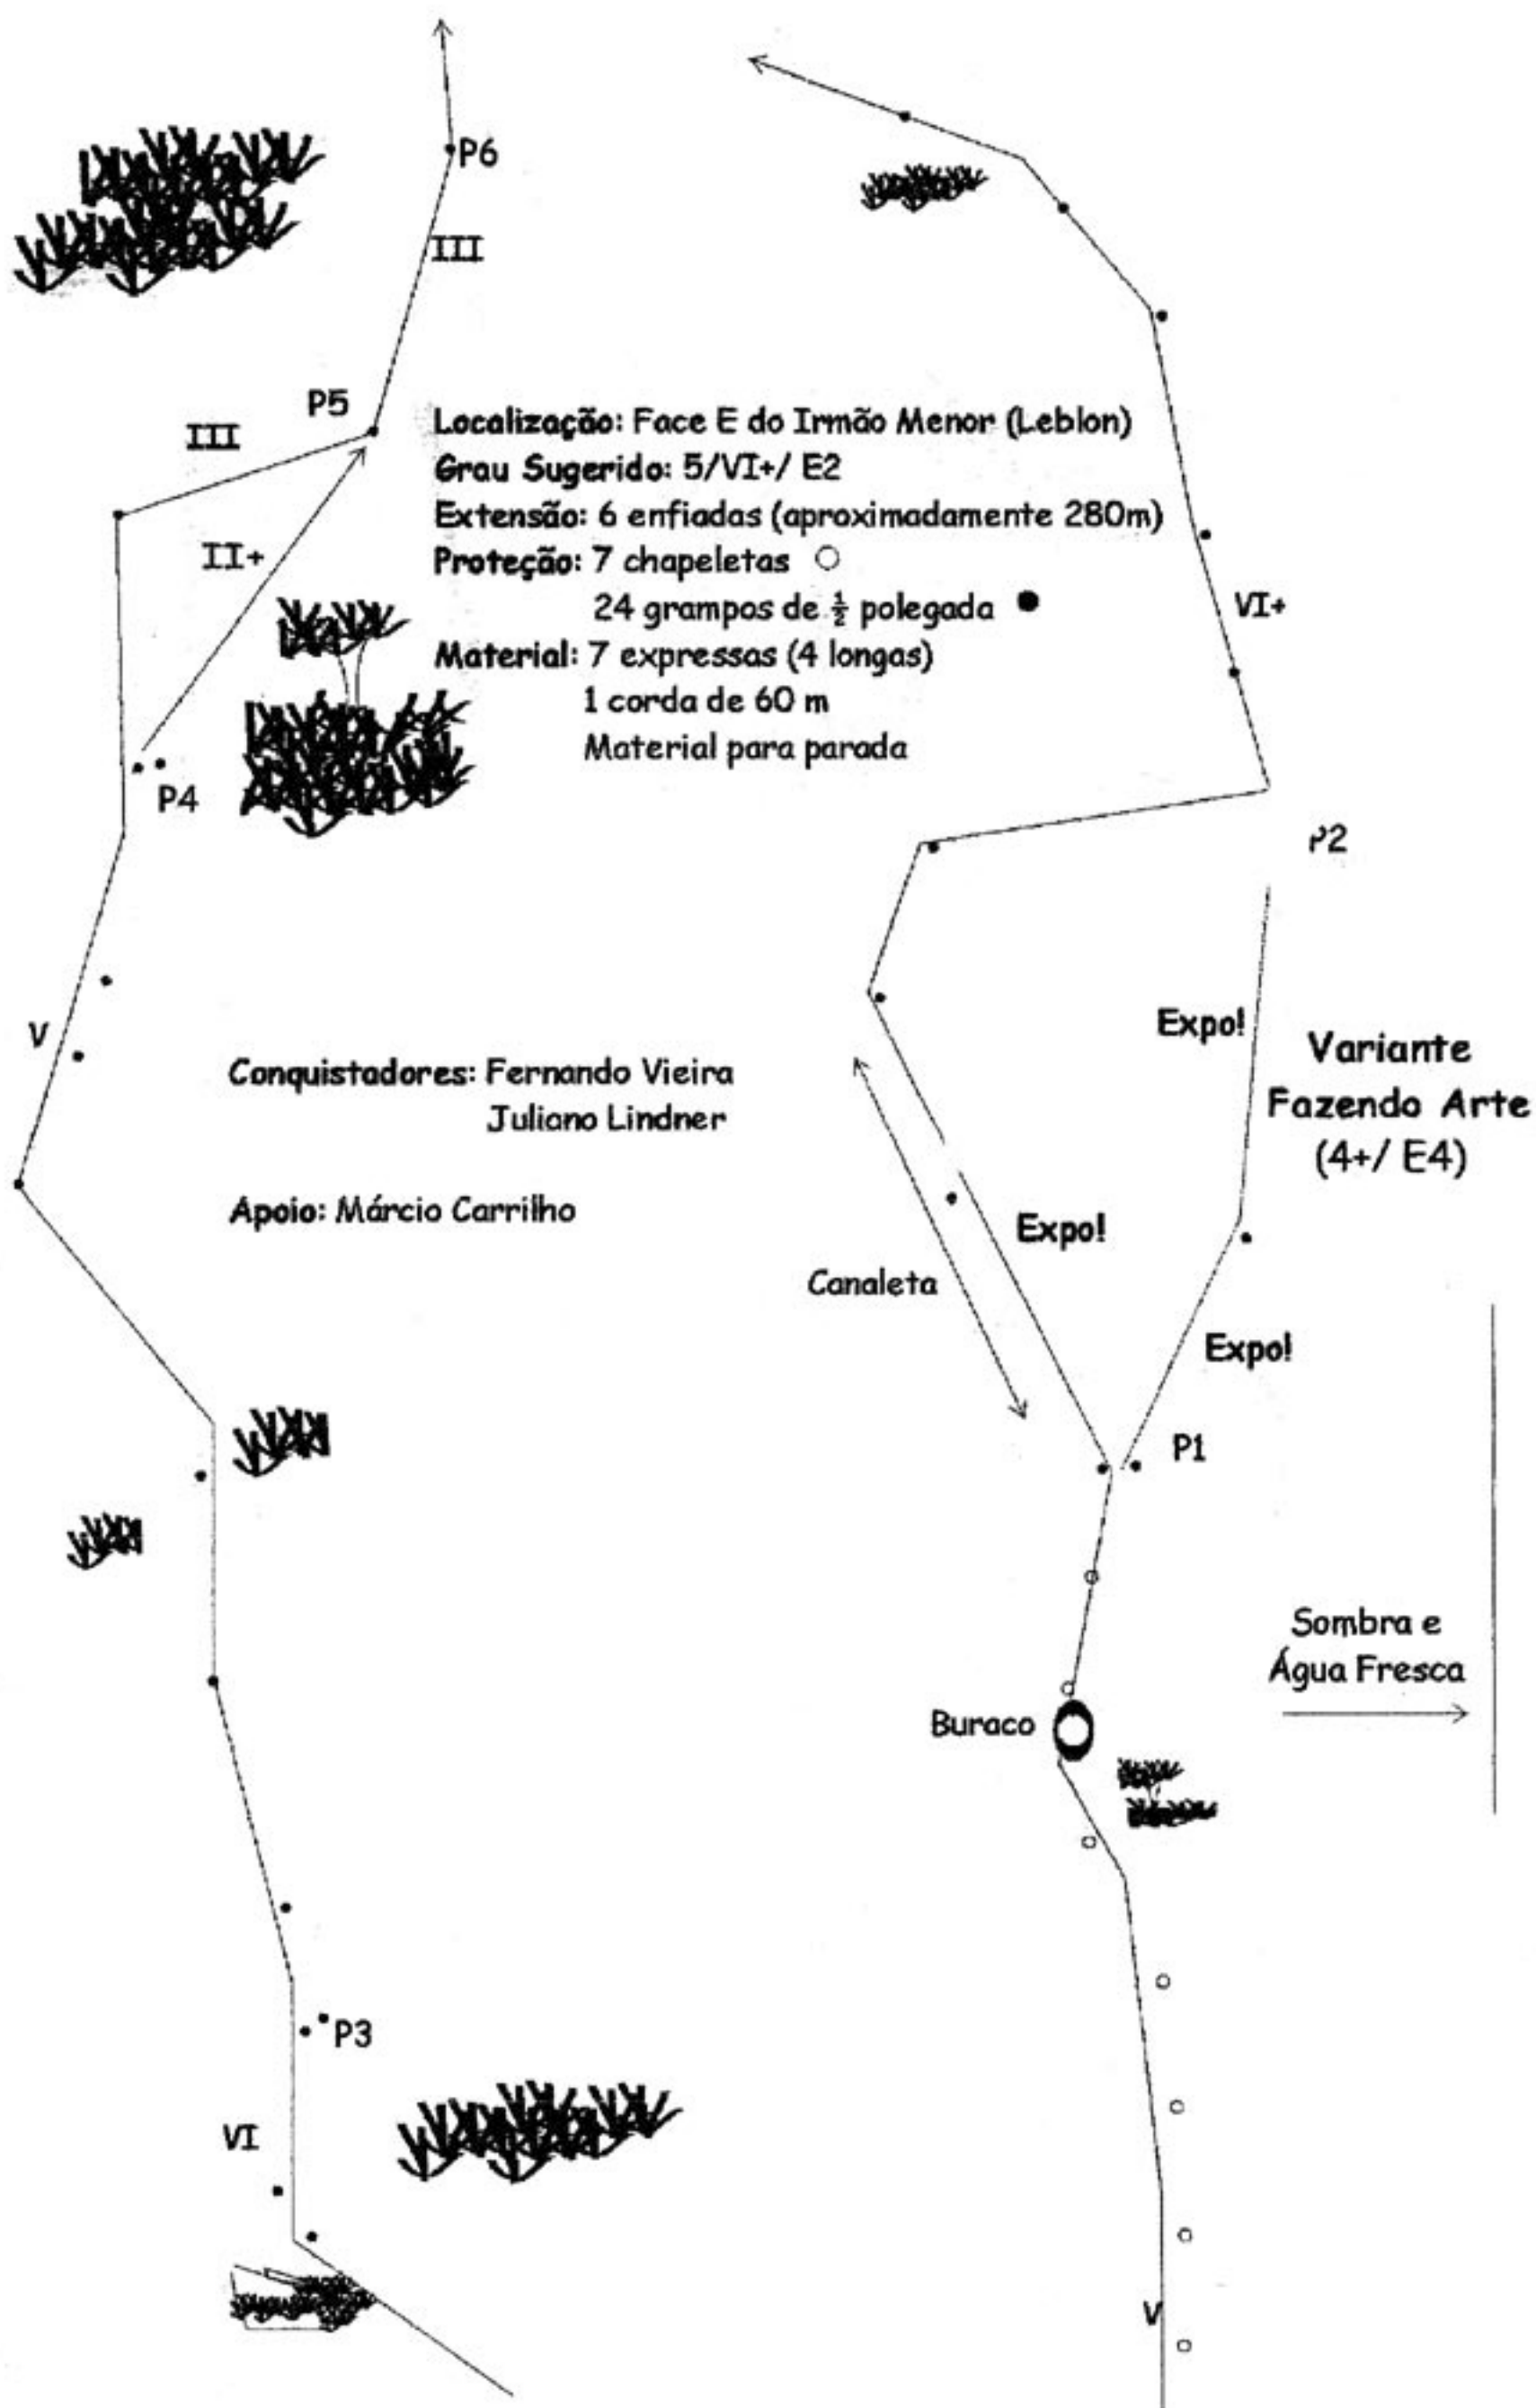 P6
III
P5
III
II+
P4
V
P3
VI
Localização: Face E do Irmão Menor (Leblon)
Grau Sugerido: 5/VI+/ E2
Extensão: 6 enfiadas (aproximadamente 280m)
Proteção: 7 chapeletas
24 grampos de ½ polegada
Material: 7 expressas (4 longas)
1 corda de 60 m
Material para parada
Conquistadores: Fernando Vieira
Juliano Lindner
Apoio: Márcio Carrilho
VI+
P2
Expo!
Variante
Fazendo Arte
(4+/ E4)
Expo!
Canaleta
Expo!
P1
Sombra e
Água Fresca
Buraco
V